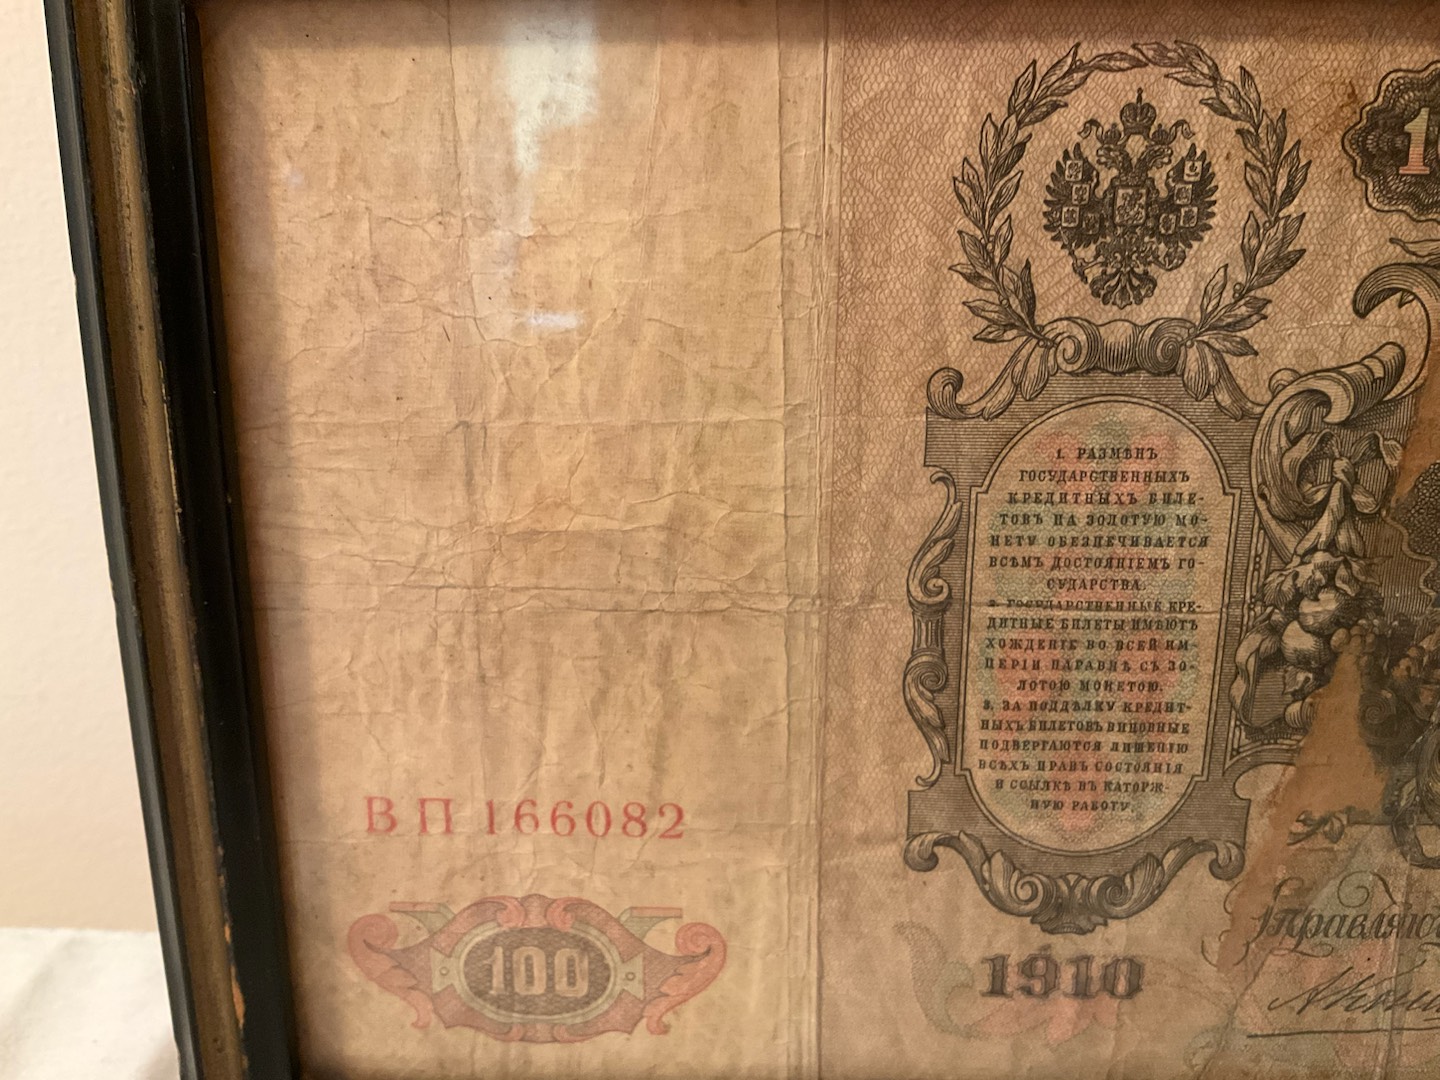 1. РАЗМѢНЪ
ГОСУДАРСТВЕННЫХЪ
КРЕДИТНЫХЪ БИЛЕ-
ТОВЪ НА ЗОЛОТУЮ МО-
НЕТУ ОБЕЗПЕЧИВАЕТСЯ
ВСѢМЪ ДОСТОЯНІЕМЪ ГО-
СУДАРСТВА.
2. ГОСУДАРСТВЕННЫЕ КРЕ-
ДИТНЫЕ БИЛЕТЫ ИМѢЮТЪ
ХОЖДЕНІЕ ВО ВСЕЙ ИМ-
ПЕРІИ НАРАВНѢ СЪ ЗО-
ЛОТОЮ МОНЕТОЮ.
3. ЗА ПОДДѢЛКУ КРЕДИТ-
НЫХЪ БИЛЕТОВЪ ВИНОВНЫЕ
ПОДВЕРГАЮТСЯ ЛИШЕНІЮ
ВСѢХЪ ПРАВЪ СОСТОЯНІЯ
И ССЫЛКѢ ВЪ КАТОРЖ-
НУЮ РАБОТУ.
ВП 166082
100
1910